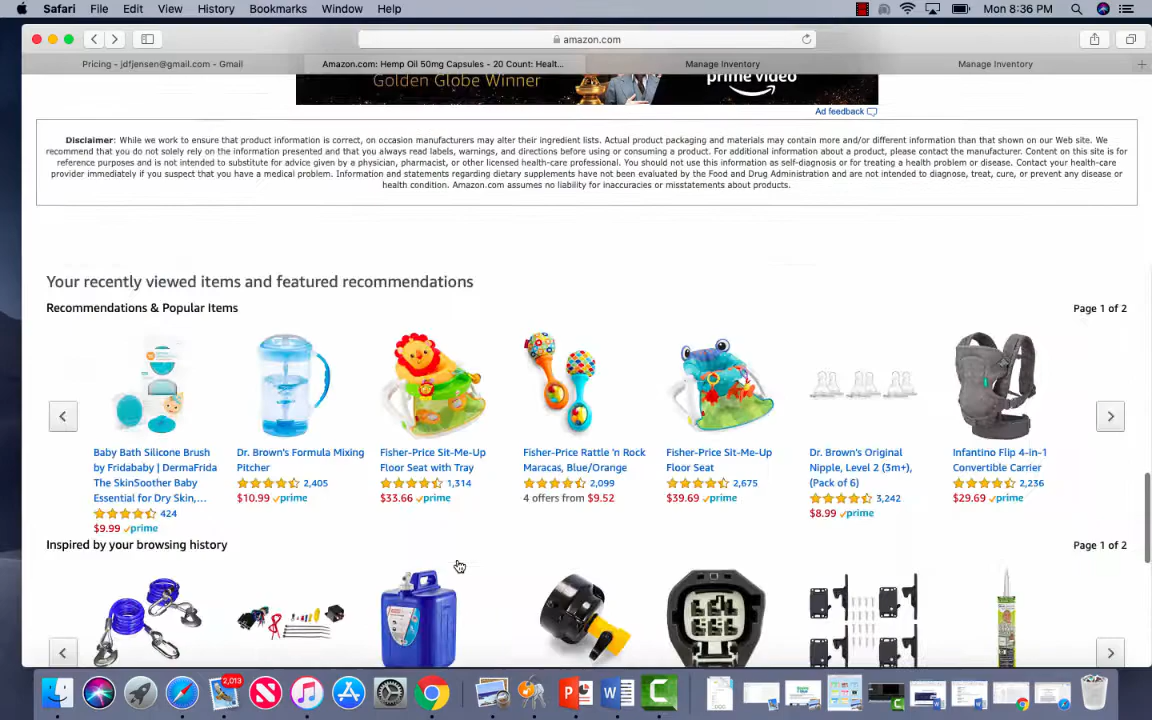 Safari File Edit View History Bookmarks Window Help Mon 8:36 PM
amazon.com
Pricing - jdfjensen@gmail.com - Gmail Amazon.com: Hemp Oil 50mg Capsules - 20 Count: Healt... Manage Inventory Manage Inventory
Golden Globe Winner prime video
Ad feedback
Disclaimer: While we work to ensure that product information is correct, on occasion manufacturers may alter their ingredient lists. Actual product packaging and materials may contain more and/or different information than that shown on our Web site. We
recommend that you do not solely rely on the information presented and that you always read labels, warnings, and directions before using or consuming a product. For additional information about a product, please contact the manufacturer. Content on this site is for
reference purposes and is not intended to substitute for advice given by a physician, pharmacist, or other licensed health-care professional. You should not use this information as self-diagnosis or for treating a health problem or disease. Contact your health-care
provider immediately if you suspect that you have a medical problem. Information and statements regarding dietary supplements have not been evaluated by the Food and Drug Administration and are not intended to diagnose, treat, cure, or prevent any disease or
health condition. Amazon.com assumes no liability for inaccuracies or misstatements about products.
Your recently viewed items and featured recommendations
Recommendations & Popular Items Page 1 of 2
Baby Bath Silicone Brush
by Fridababy | DermaFrida
The SkinSoother Baby
Essential for Dry Skin,...
424
$9.99 prime
Dr. Brown's Formula Mixing
Pitcher
2,405
$10.99 prime
Fisher-Price Sit-Me-Up
Floor Seat with Tray
1,314
$33.66 prime
Fisher-Price Rattle 'n Rock
Maracas, Blue/Orange
2,099
4 offers from $9.52
Fisher-Price Sit-Me-Up
Floor Seat
2,675
$39.69 prime
Dr. Brown's Original
Nipple, Level 2 (3m+),
(Pack of 6)
3,242
$8.99 prime
Infantino Flip 4-in-1
Convertible Carrier
2,236
$29.69 prime
Inspired by your browsing history Page 1 of 2
2,013